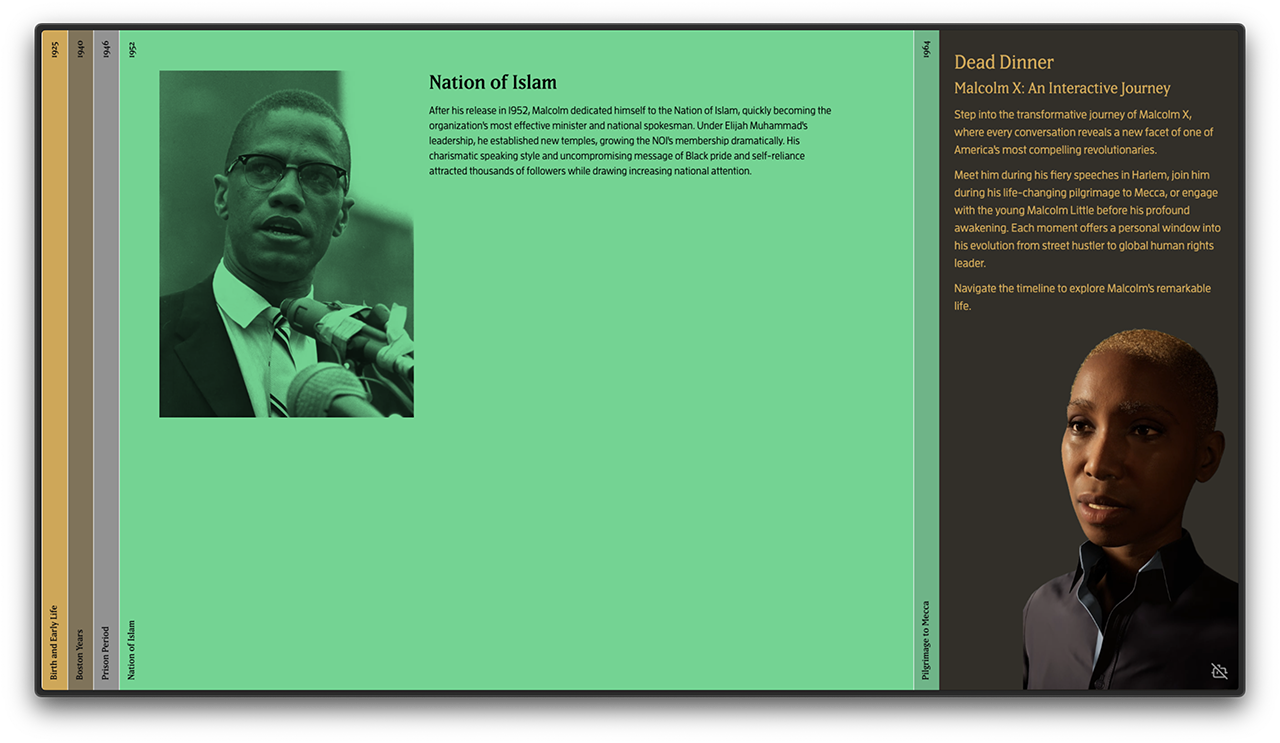 1925
Birth and Early Life
1940
Boston Years
1946
Prison Period
1952
Nation of Islam
Nation of Islam
After his release in 1952, Malcolm dedicated himself to the Nation of Islam, quickly becoming the
organization's most effective minister and national spokesman. Under Elijah Muhammad's
leadership, he established new temples, growing the NOI's membership dramatically. His
charismatic speaking style and uncompromising message of Black pride and self-reliance
attracted thousands of followers while drawing increasing national attention.
1964
Pilgrimage to Mecca
Dead Dinner
Malcolm X: An Interactive Journey
Step into the transformative journey of Malcolm X,
where every conversation reveals a new facet of one of
America's most compelling revolutionaries.
Meet him during his fiery speeches in Harlem, join him
during his life-changing pilgrimage to Mecca, or engage
with the young Malcolm Little before his profound
awakening. Each moment offers a personal window into
his evolution from street hustler to global human rights
leader.
Navigate the timeline to explore Malcolm's remarkable
life.